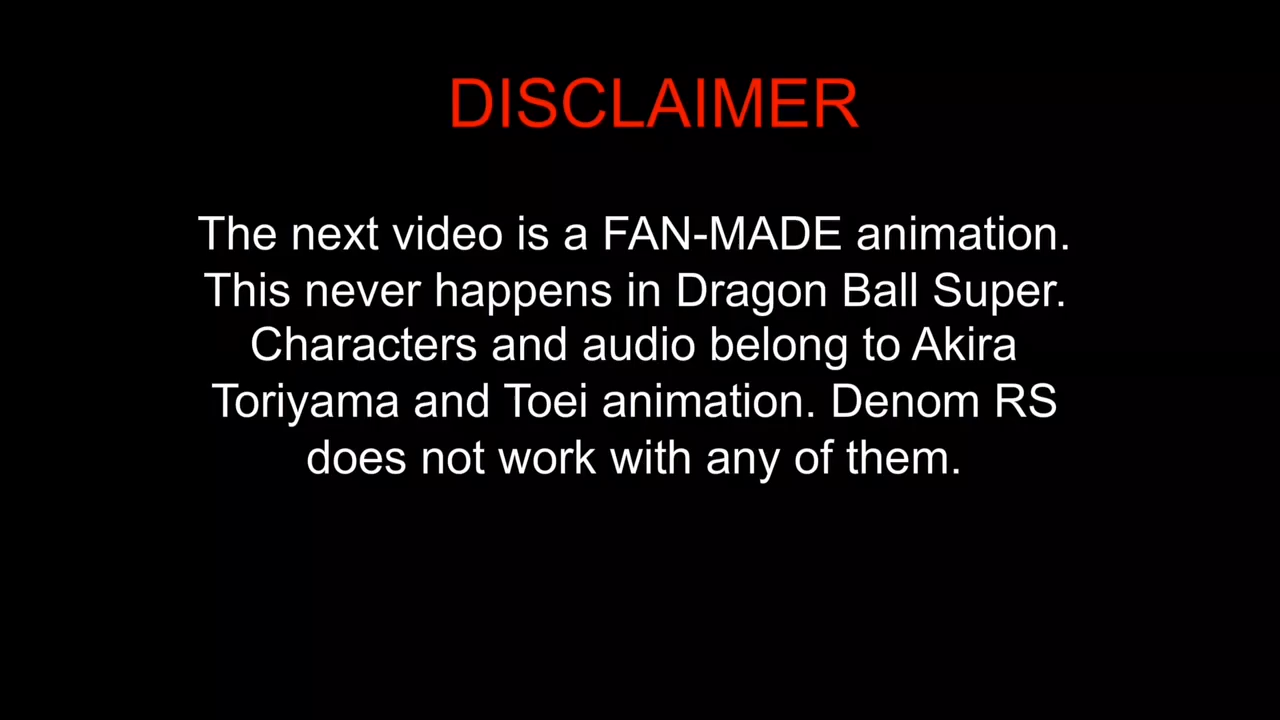 DISCLAIMER
The next video is a FAN-MADE animation.
This never happens in Dragon Ball Super.
Characters and audio belong to Akira
Toriyama and Toei animation. Denom RS
does not work with any of them.